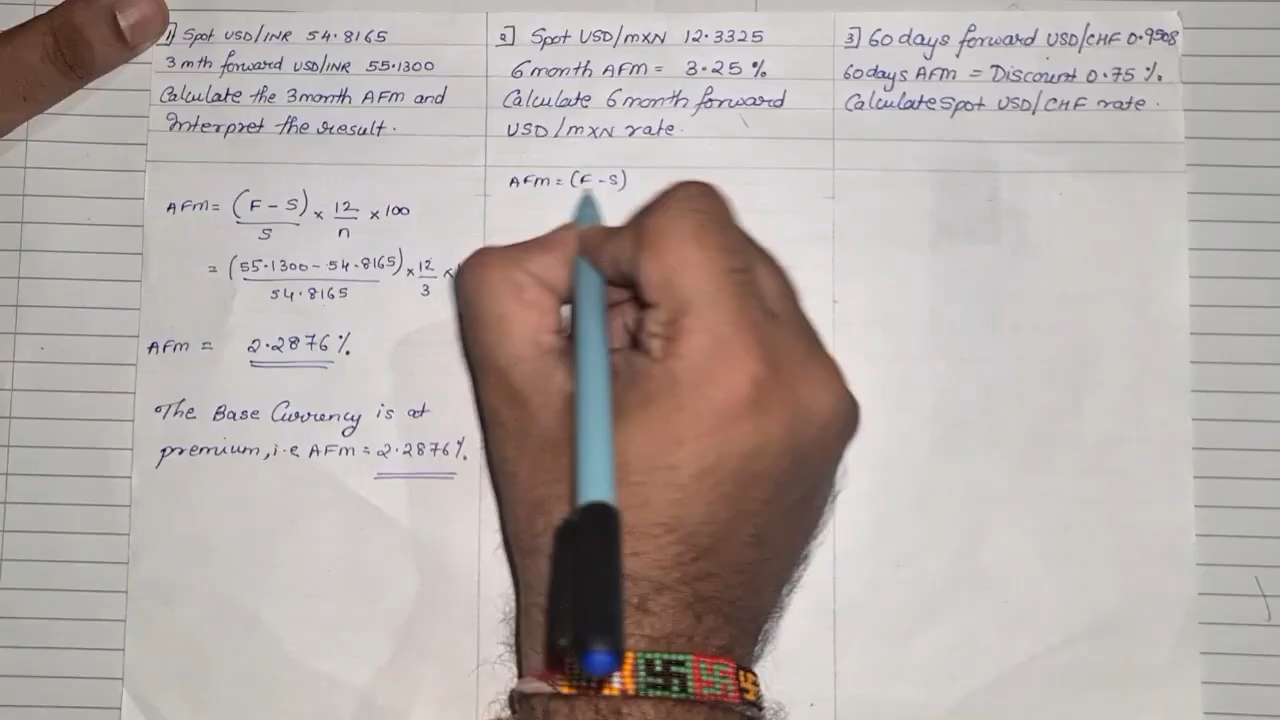 1] Spot USD/INR 54.8165
3 mth forward USD/INR 55.1300
Calculate the 3 month AFM and
Interpret the result.
AFM = (F - S) × 12 × 100
S n
= (55.1300 - 54.8165) × 12 ×
54.8165 3
AFM = 2.2876 %
The Base Currency is at
premium, i.e AFM = 2.2876 %
2] Spot USD/MXN 12.3325
6 month AFM = 3.25 %
Calculate 6 month forward
USD/MXN rate.
AFM = (F - S)
3] 60 days forward USD/CHF 0.9508
60 days AFM = Discount 0.75 %.
Calculate spot USD/CHF rate.